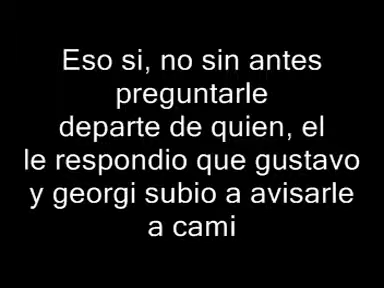 Eso si, no sin antes
preguntarle
departe de quien, el
le respondio que gustavo
y georgi subio a avisarle
a cami